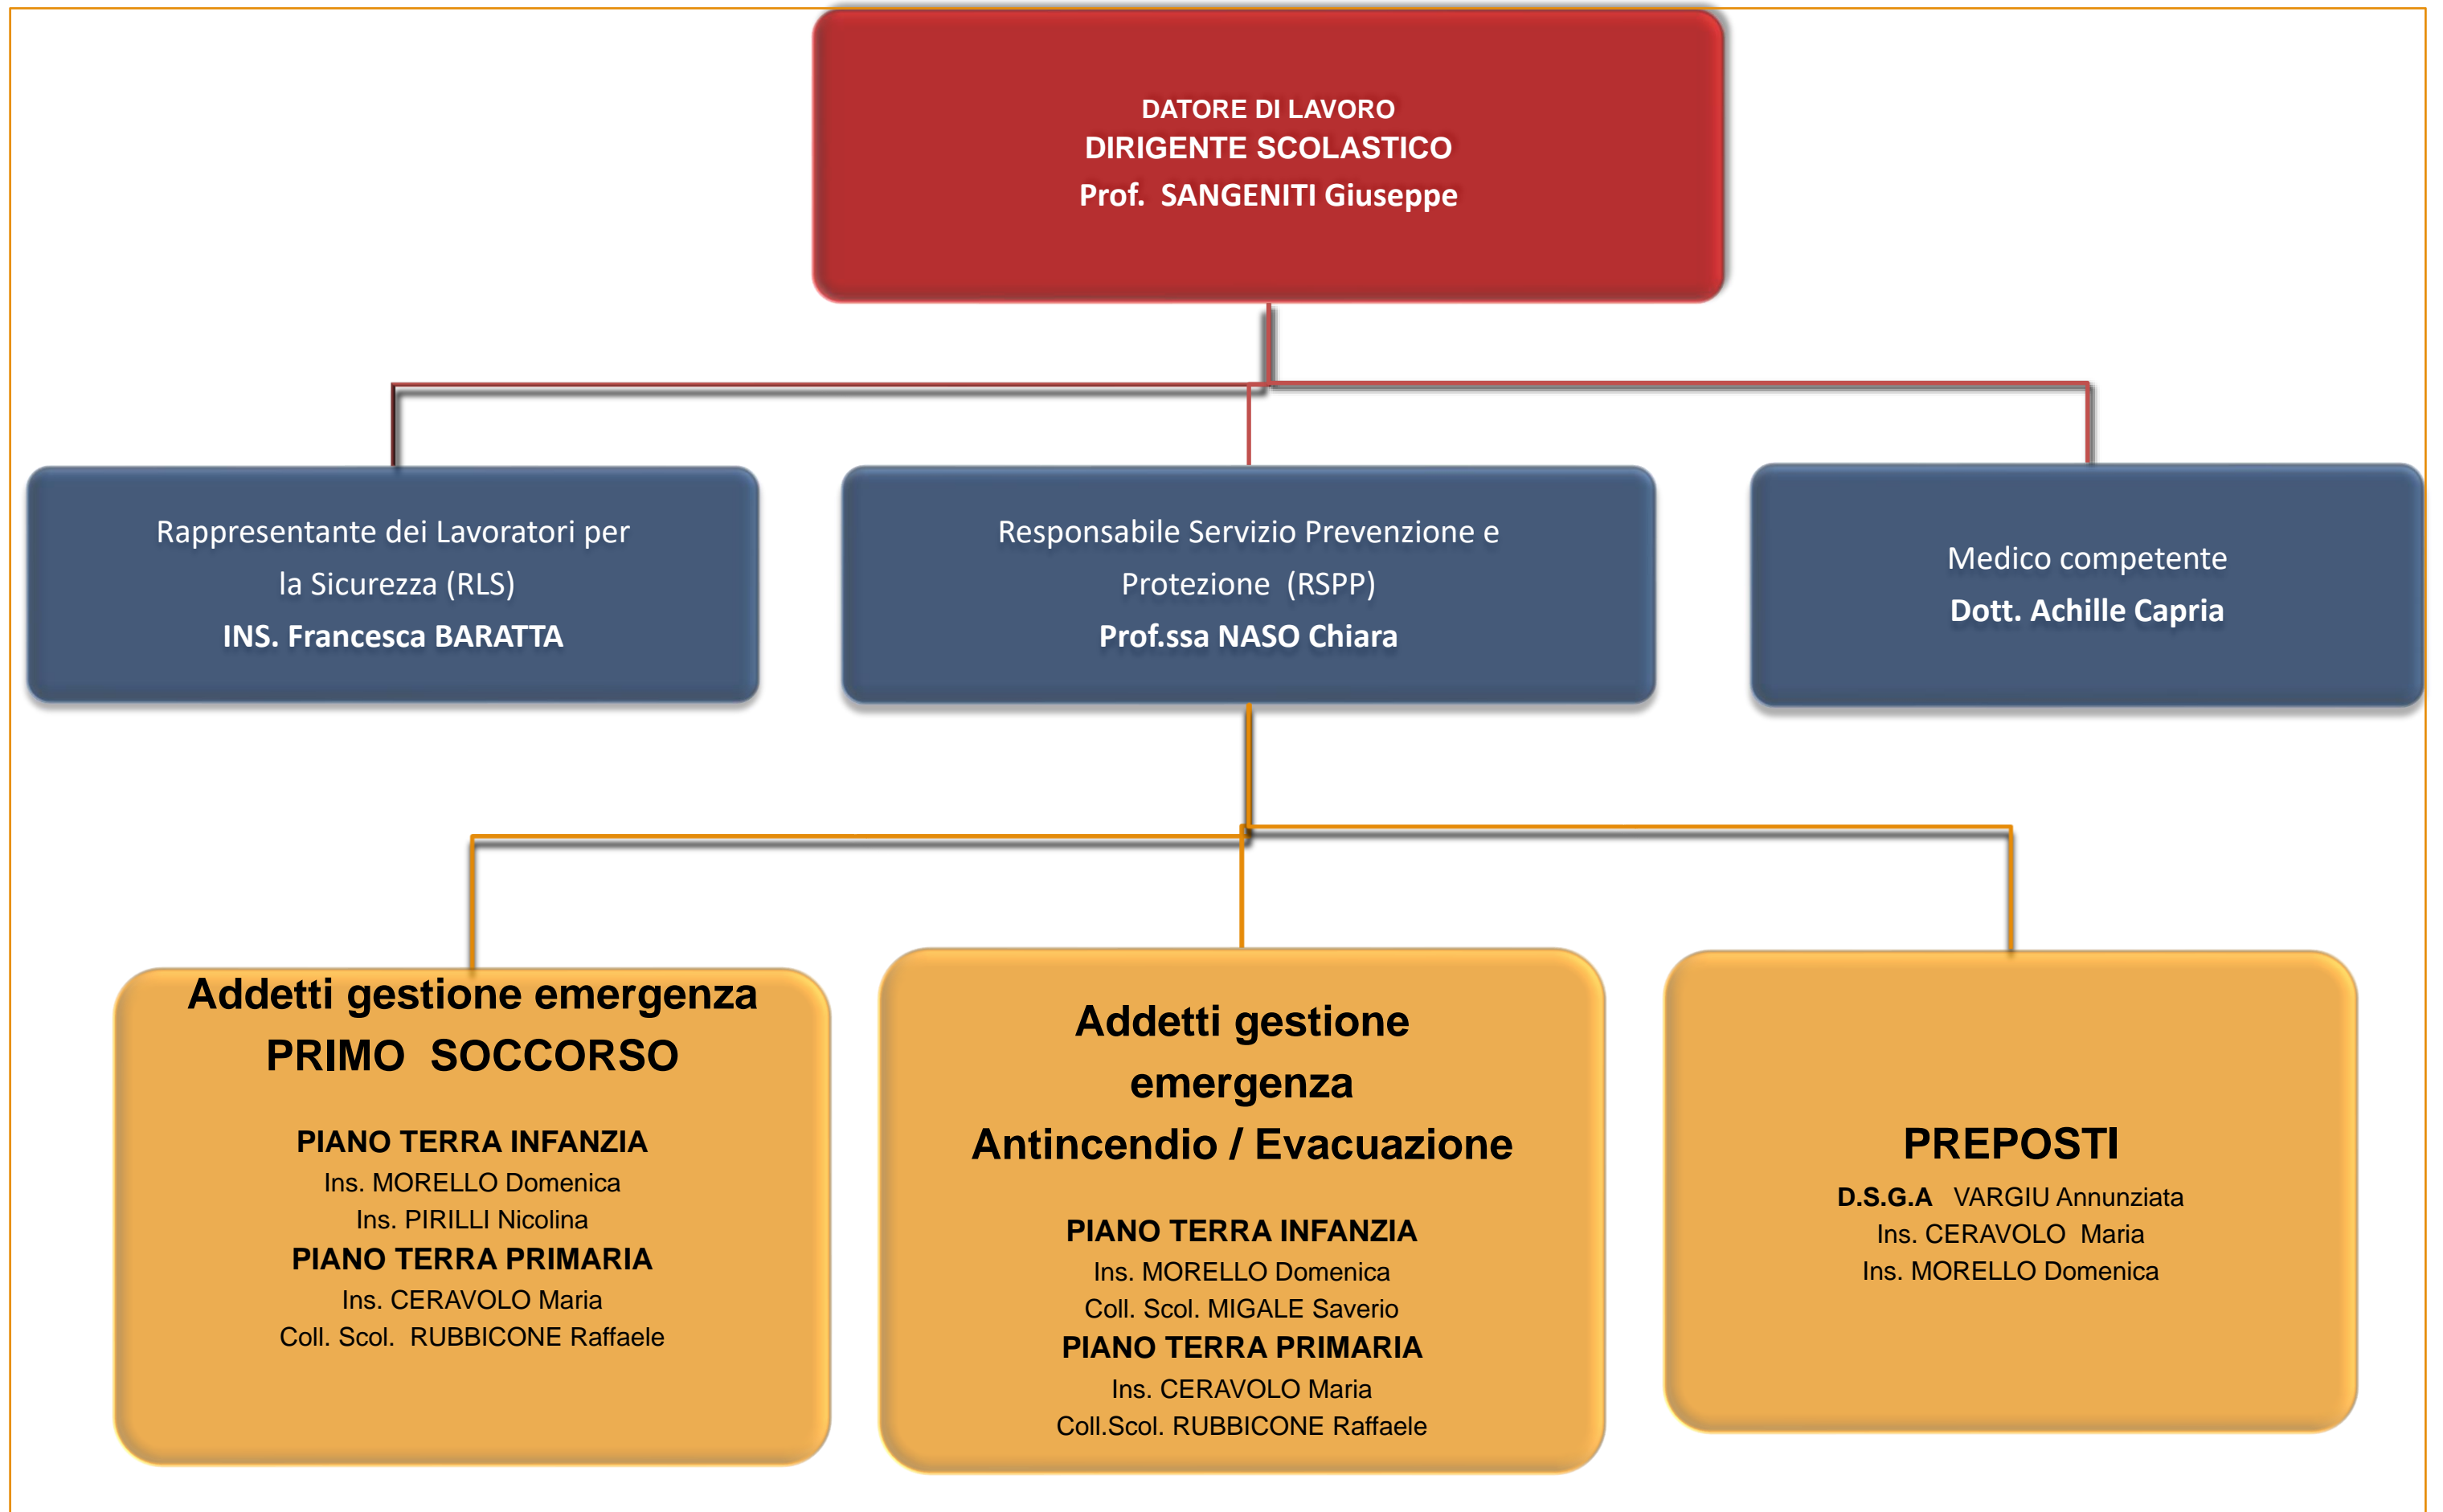 DATORE DI LAVORO
DIRIGENTE SCOLASTICO
Prof. SANGENITI Giuseppe
Rappresentante dei Lavoratori per
la Sicurezza (RLS)
INS. Francesca BARATTA
Responsabile Servizio Prevenzione e
Protezione (RSPP)
Prof.ssa NASO Chiara
Medico competente
Dott. Achille Capria
Addetti gestione emergenza
PRIMO SOCCORSO
PIANO TERRA INFANZIA
Ins. MORELLO Domenica
Ins. PIRILLI Nicolina
PIANO TERRA PRIMARIA
Ins. CERAVOLO Maria
Coll. Scol. RUBBICONE Raffaele
Addetti gestione
emergenza
Antincendio / Evacuazione
PIANO TERRA INFANZIA
Ins. MORELLO Domenica
Coll. Scol. MIGALE Saverio
PIANO TERRA PRIMARIA
Ins. CERAVOLO Maria
Coll.Scol. RUBBICONE Raffaele
PREPOSTI
D.S.G.A VARGIU Annunziata
Ins. CERAVOLO Maria
Ins. MORELLO Domenica